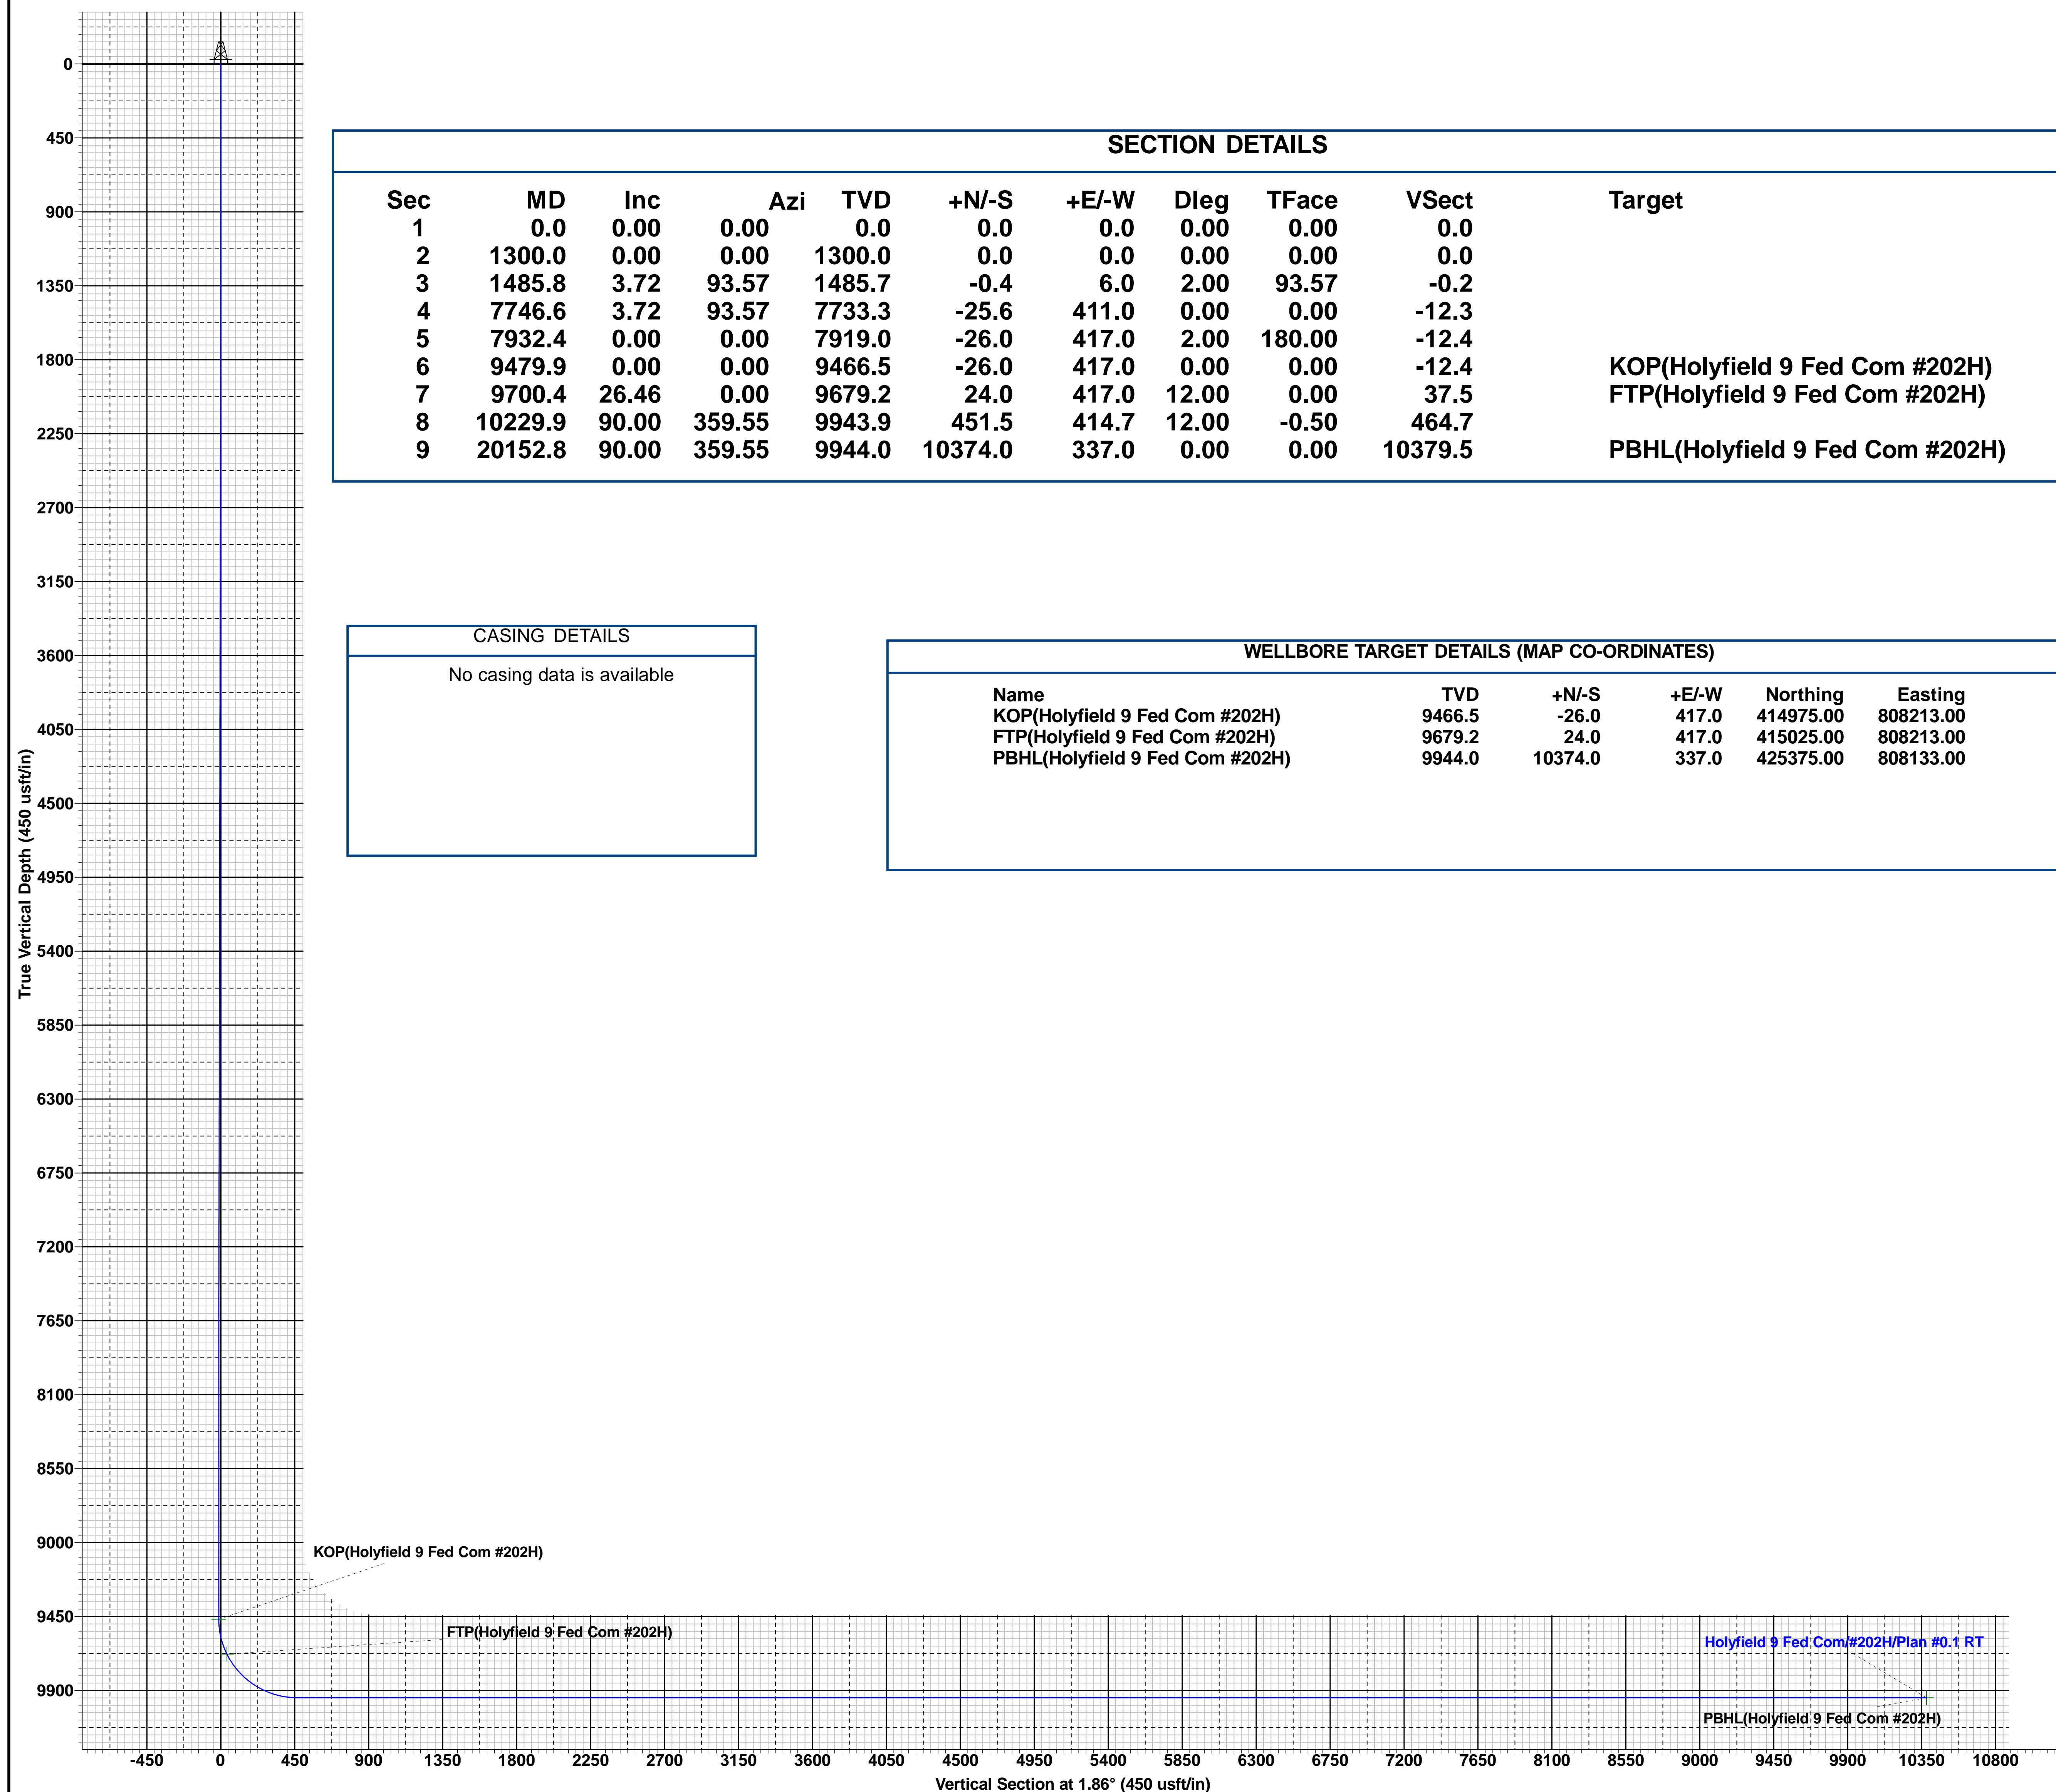 0
450
900
1350
1800
2250
2700
3150
3600
4050
4500
4950
5400
5850
6300
6750
7200
7650
8100
8550
9000
9450
9900
True Vertical Depth (450 usft/in)
SECTION DETAILS
Sec MD Inc Azi TVD +N/-S +E/-W Dleg TFace VSect Target
1 0.0 0.00 0.00 0.0 0.0 0.0 0.00 0.00 0.0
2 1300.0 0.00 0.00 1300.0 0.0 0.0 0.00 0.00 0.0
3 1485.8 3.72 93.57 1485.7 -0.4 6.0 2.00 93.57 -0.2
4 7746.6 3.72 93.57 7733.3 -25.6 411.0 0.00 0.00 -12.3
5 7932.4 0.00 0.00 7919.0 -26.0 417.0 2.00 180.00 -12.4
6 9479.9 0.00 0.00 9466.5 -26.0 417.0 0.00 0.00 -12.4 KOP(Holyfield 9 Fed Com #202H)
7 9700.4 26.46 0.00 9679.2 24.0 417.0 12.00 0.00 37.5 FTP(Holyfield 9 Fed Com #202H)
8 10229.9 90.00 359.55 9943.9 451.5 414.7 12.00 -0.50 464.7
9 20152.8 90.00 359.55 9944.0 10374.0 337.0 0.00 0.00 10379.5 PBHL(Holyfield 9 Fed Com #202H)
CASING DETAILS
No casing data is available
WELLBORE TARGET DETAILS (MAP CO-ORDINATES)
Name TVD +N/-S +E/-W Northing Easting
KOP(Holyfield 9 Fed Com #202H) 9466.5 -26.0 417.0 414975.00 808213.00
FTP(Holyfield 9 Fed Com #202H) 9679.2 24.0 417.0 415025.00 808213.00
PBHL(Holyfield 9 Fed Com #202H) 9944.0 10374.0 337.0 425375.00 808133.00
KOP(Holyfield 9 Fed Com #202H)
FTP(Holyfield 9 Fed Com #202H)
Holyfield 9 Fed Com/#202H/Plan #0.1 RT
PBHL(Holyfield 9 Fed Com #202H)
-450 0 450 900 1350 1800 2250 2700 3150 3600 4050 4500 4950 5400 5850 6300 6750 7200 7650 8100 8550 9000 9450 9900 10350 10800
Vertical Section at 1.86° (450 usft/in)